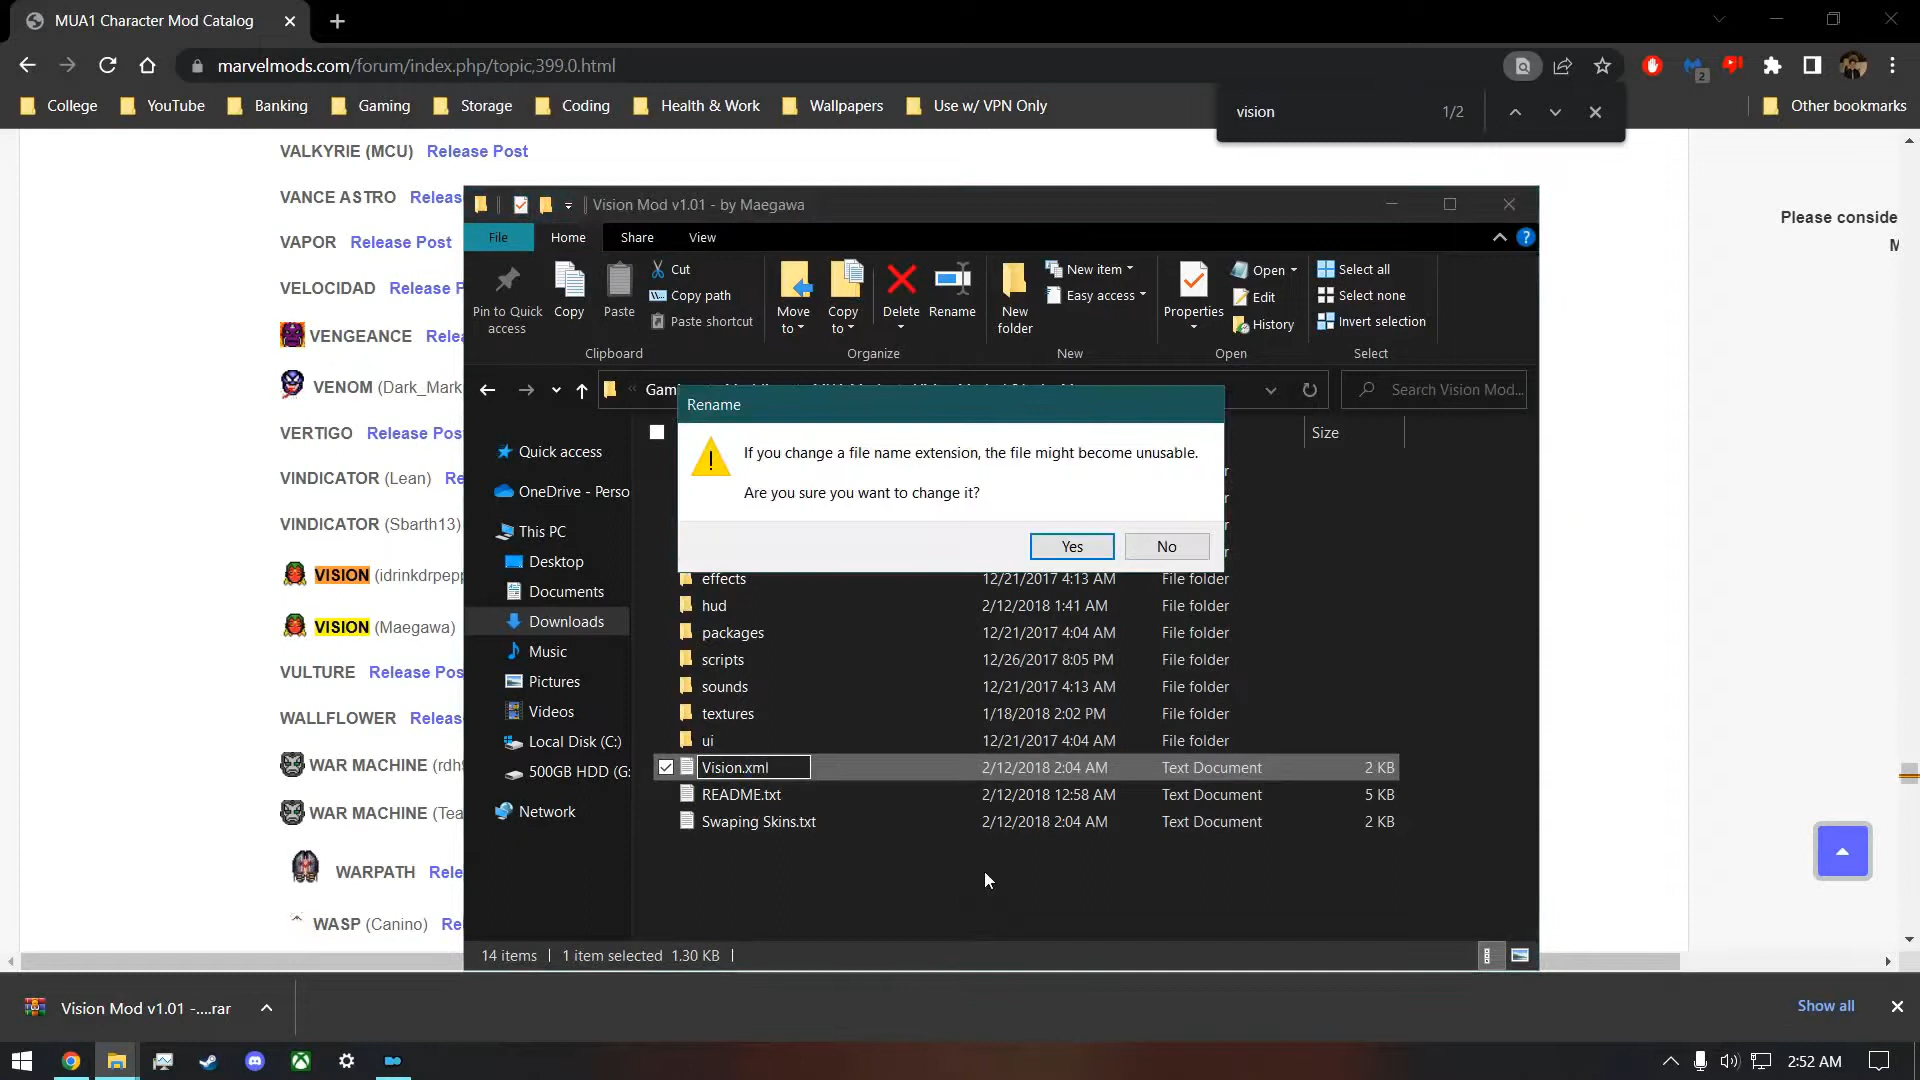 MUA1 Character Mod Catalog
marvelmods.com/forum/index.php/topic,399.0.html
2
College
YouTube
Banking
Gaming
Storage
Coding
Health & Work
Wallpapers
Use w/ VPN Only
Other bookmarks
vision
1/2
VALKYRIE (MCU) Release Post
VANCE ASTRO Releas
VAPOR Release Post
VELOCIDAD Release P
VENGEANCE Relea
VENOM (Dark_Mark
VERTIGO Release Pos
VINDICATOR (Lean) Re
VINDICATOR (Sbarth13)
VISION (idrinkdrpepp
VISION (Maegawa)
VULTURE Release Pos
WALLFLOWER Releas
WAR MACHINE (rdh
WAR MACHINE (Tea
WARPATH Rele
WASP (Canino) Re
Please conside
M
Vision Mod v1.01 - by Maegawa
File
Home
Share
View
Pin to Quick access
Copy
Paste
Cut
Copy path
Paste shortcut
Clipboard
Move to
Copy to
Delete
Rename
Organize
New folder
New item
Easy access
New
Properties
Open
Edit
History
Open
Select all
Select none
Invert selection
Select
Search Vision Mod...
Size
Rename
If you change a file name extension, the file might become unusable.
Are you sure you want to change it?
Yes
No
Quick access
OneDrive - Perso
This PC
Desktop
Documents
Downloads
Music
Pictures
Videos
Local Disk (C:)
500GB HDD (G:
Network
effects 12/21/2017 4:13 AM File folder
hud 2/12/2018 1:41 AM File folder
packages 12/21/2017 4:04 AM File folder
scripts 12/26/2017 8:05 PM File folder
sounds 12/21/2017 4:13 AM File folder
textures 1/18/2018 2:02 PM File folder
ui 12/21/2017 4:04 AM File folder
Vision.xml 2/12/2018 2:04 AM Text Document 2 KB
README.txt 2/12/2018 12:58 AM Text Document 5 KB
Swaping Skins.txt 2/12/2018 2:04 AM Text Document 2 KB
14 items
1 item selected 1.30 KB
Vision Mod v1.01 -....rar
Show all
2:52 AM